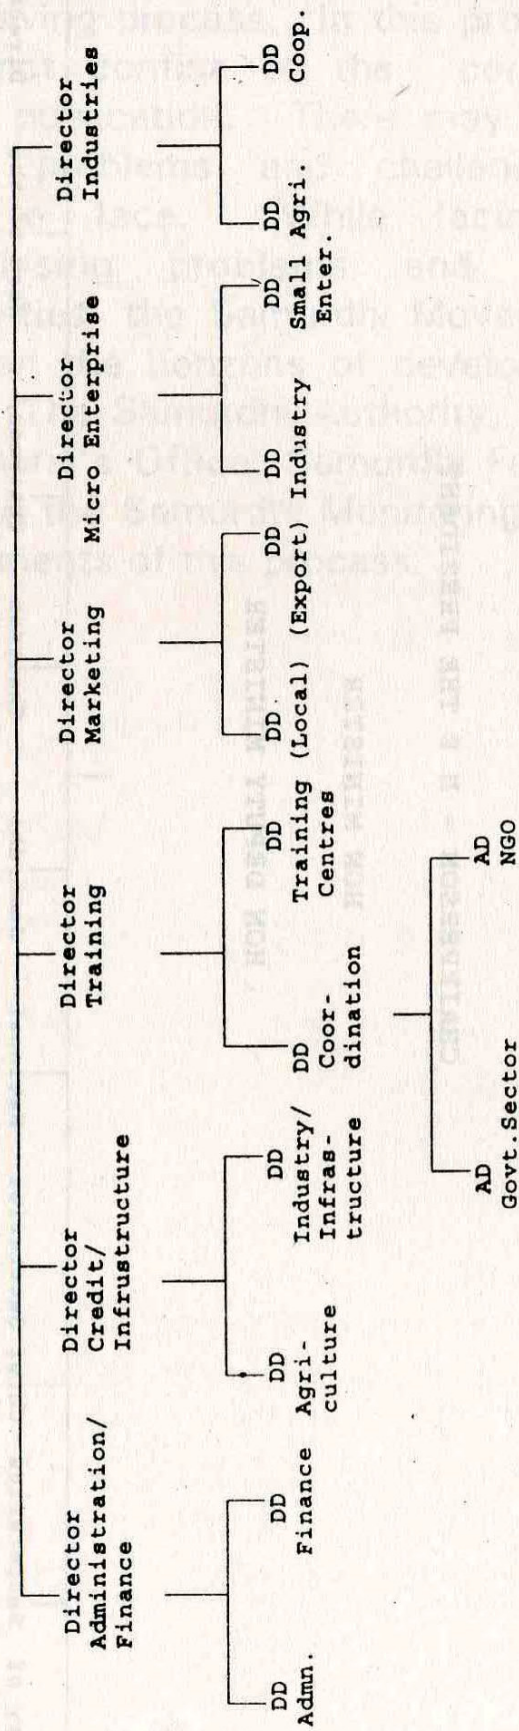 Director
Administration/
Finance
Director
Credit/
Infrustructure
Director
Training
Director
Marketing
Director
Micro Enterprise
Director
Industries
DD
Admn.
DD
Finance
DD
Agri-
culture
DD
Industry/
Infras-
tructure
DD
Coor-
dination
DD
Training
Centres
DD
(Local)
DD
(Export)
DD
Industry
DD
Small
Enter.
DD
Agri.
DD
Coop.
AD
Govt.Sector
AD
NGO